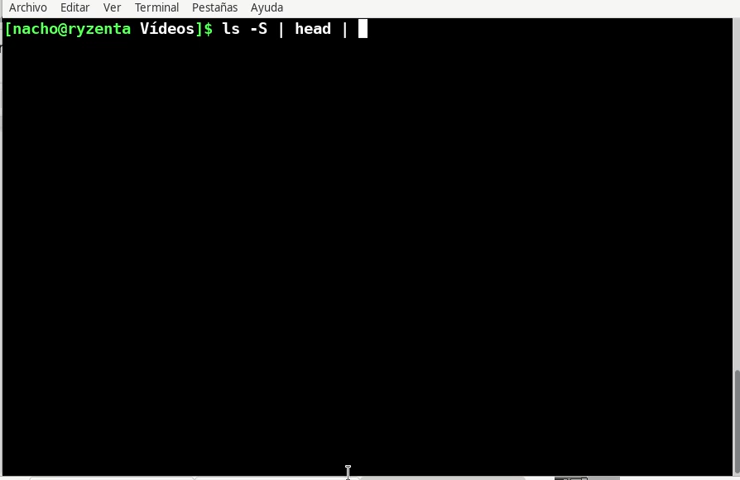 Archivo Editar Ver Terminal Pestañas Ayuda
[nacho@ryzenta Vídeos]$ ls -S | head |